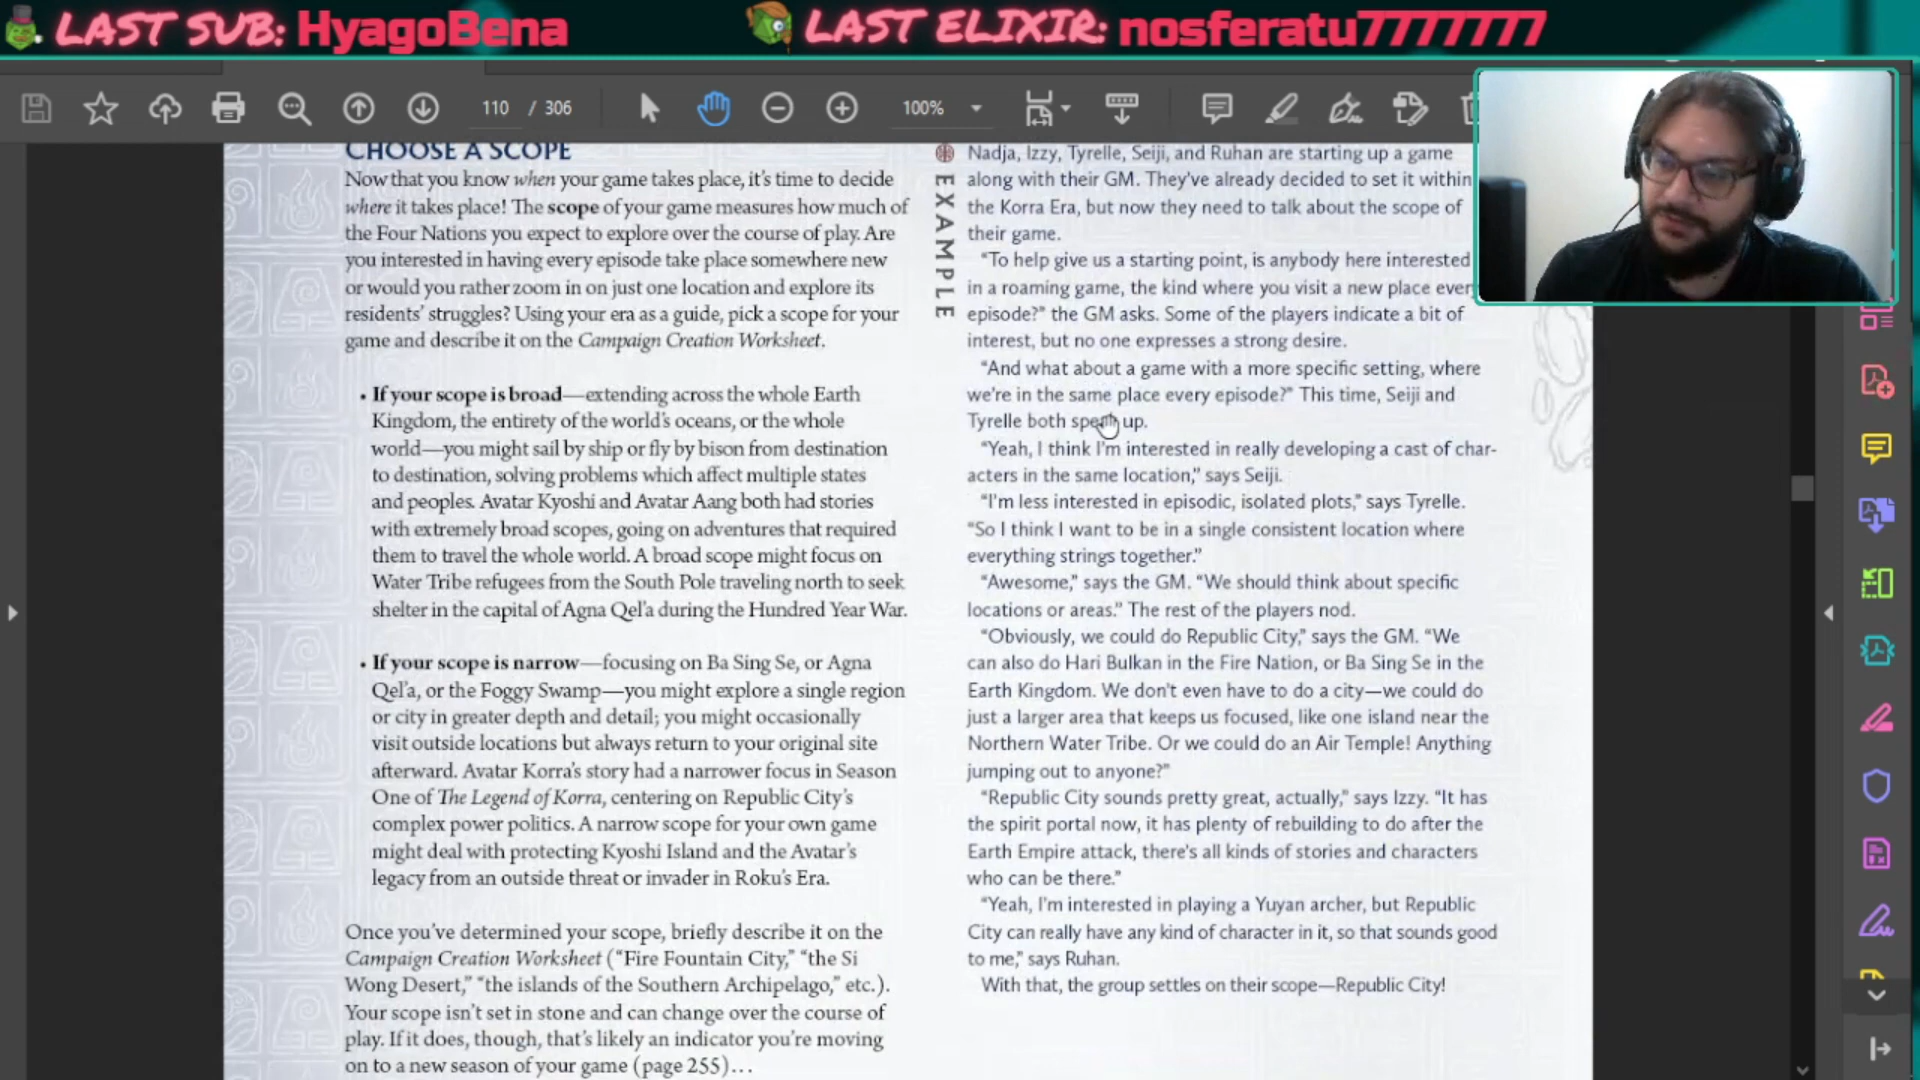 LAST SUB: HyagoBena
LAST ELIXIR: nosferatu7777777
110 / 306
100%
CHOOSE A SCOPE
Now that you know when your game takes place, it's time to decide
where it takes place! The scope of your game measures how much of
the Four Nations you expect to explore over the course of play. Are
you interested in having every episode take place somewhere new
or would you rather zoom in on just one location and explore its
residents' struggles? Using your era as a guide, pick a scope for your
game and describe it on the Campaign Creation Worksheet.
• If your scope is broad—extending across the whole Earth
Kingdom, the entirety of the world's oceans, or the whole
world—you might sail by ship or fly by bison from destination
to destination, solving problems which affect multiple states
and peoples. Avatar Kyoshi and Avatar Aang both had stories
with extremely broad scopes, going on adventures that required
them to travel the whole world. A broad scope might focus on
Water Tribe refugees from the South Pole traveling north to seek
shelter in the capital of Agna Qel'a during the Hundred Year War.
• If your scope is narrow—focusing on Ba Sing Se, or Agna
Qel'a, or the Foggy Swamp—you might explore a single region
or city in greater depth and detail; you might occasionally
visit outside locations but always return to your original site
afterward. Avatar Korra's story had a narrower focus in Season
One of The Legend of Korra, centering on Republic City's
complex power politics. A narrow scope for your own game
might deal with protecting Kyoshi Island and the Avatar's
legacy from an outside threat or invader in Roku's Era.
Once you've determined your scope, briefly describe it on the
Campaign Creation Worksheet ("Fire Fountain City," "the Si
Wong Desert," "the islands of the Southern Archipelago," etc.).
Your scope isn't set in stone and can change over the course of
play. If it does, though, that's likely an indicator you're moving
on to a new season of your game (page 255)...
EXAMPLE
Nadja, Izzy, Tyrelle, Seiji, and Ruhan are starting up a game
along with their GM. They've already decided to set it within
the Korra Era, but now they need to talk about the scope of
their game.
"To help give us a starting point, is anybody here interested
in a roaming game, the kind where you visit a new place every
episode?" the GM asks. Some of the players indicate a bit of
interest, but no one expresses a strong desire.
"And what about a game with a more specific setting, where
we're in the same place every episode?" This time, Seiji and
Tyrelle both speak up.
"Yeah, I think I'm interested in really developing a cast of char-
acters in the same location," says Seiji.
"I'm less interested in episodic, isolated plots," says Tyrelle.
"So I think I want to be in a single consistent location where
everything strings together."
"Awesome," says the GM. "We should think about specific
locations or areas." The rest of the players nod.
"Obviously, we could do Republic City," says the GM. "We
can also do Hari Bulkan in the Fire Nation, or Ba Sing Se in the
Earth Kingdom. We don't even have to do a city—we could do
just a larger area that keeps us focused, like one island near the
Northern Water Tribe. Or we could do an Air Temple! Anything
jumping out to anyone?"
"Republic City sounds pretty great, actually," says Izzy. "It has
the spirit portal now, it has plenty of rebuilding to do after the
Earth Empire attack, there's all kinds of stories and characters
who can be there."
"Yeah, I'm interested in playing a Yuyan archer, but Republic
City can really have any kind of character in it, so that sounds good
to me," says Ruhan.
With that, the group settles on their scope—Republic City!